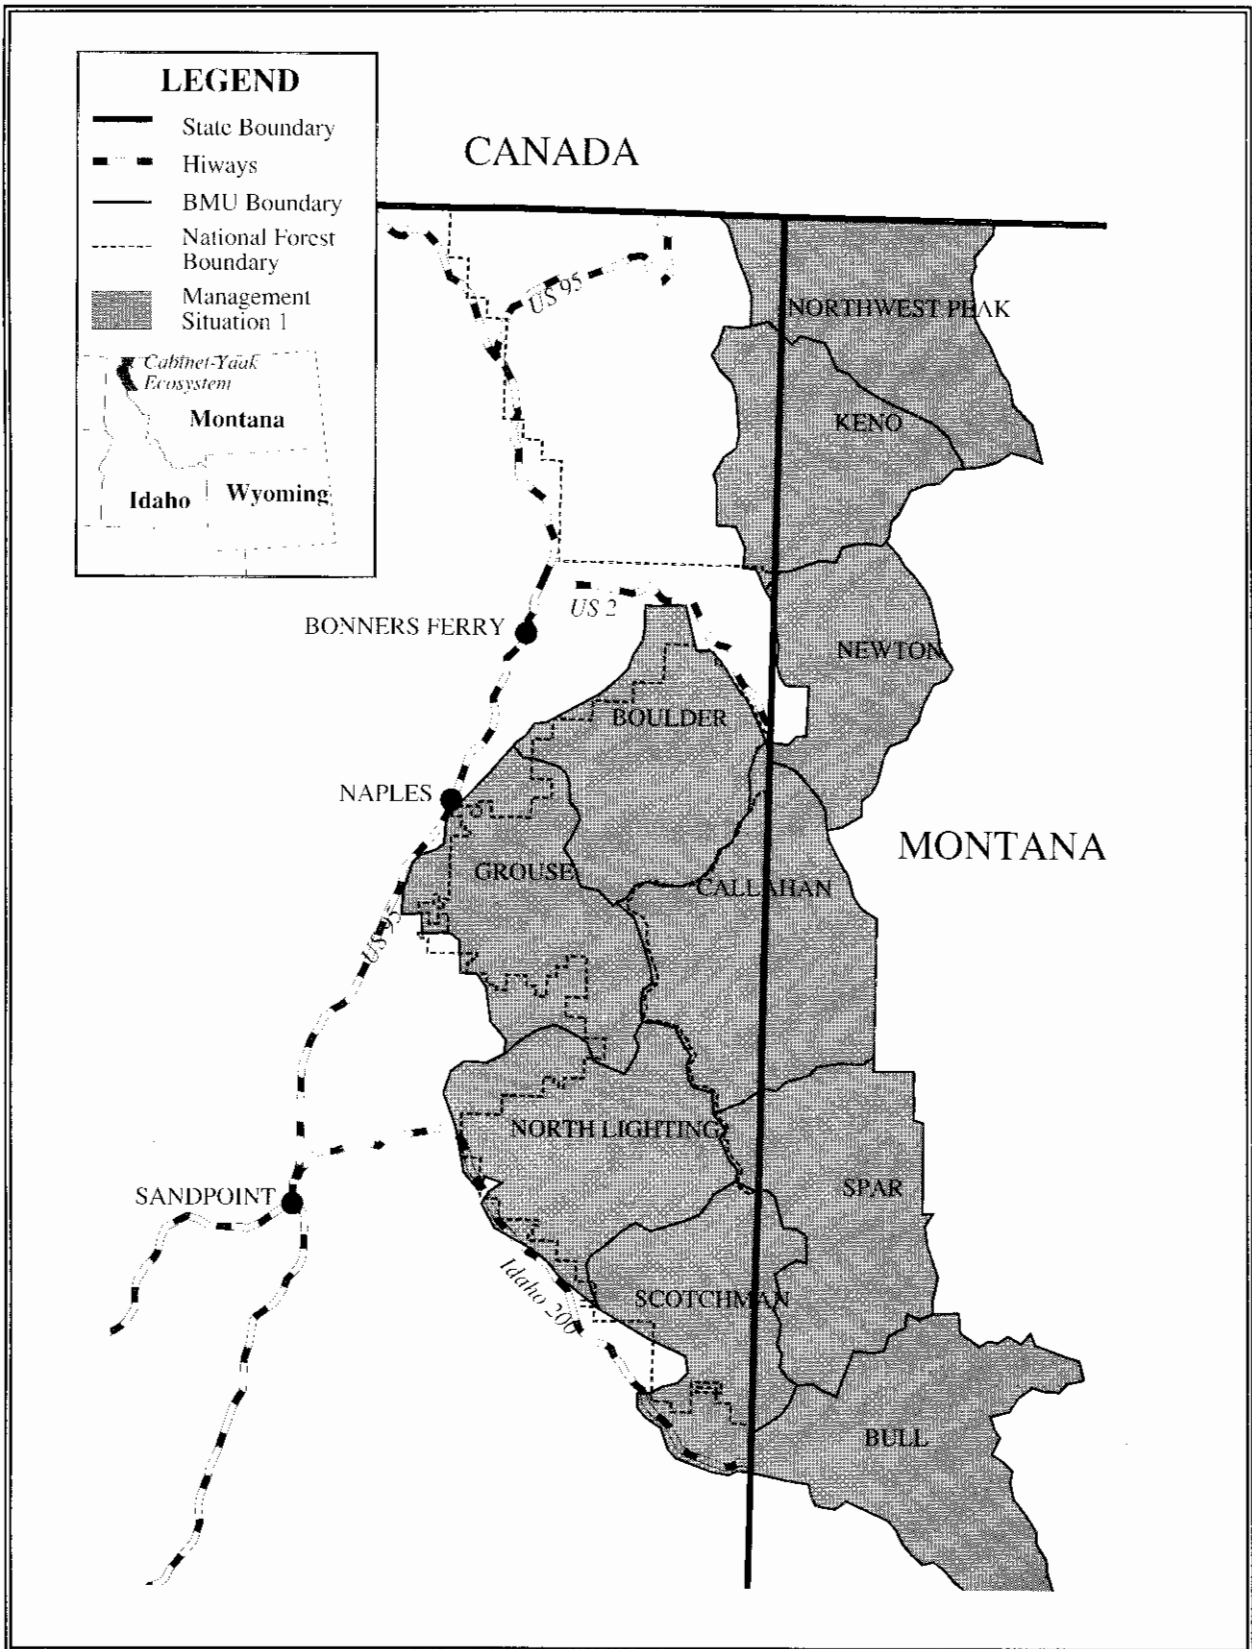 LEGEND
State Boundary
Hiways
BMU Boundary
National Forest
Boundary
Management
Situation 1
Cabinet-Yaak
Ecosystem
Montana
Idaho
Wyoming
CANADA
US 95
NORTHWEST PEAK
KENO
US 2
BONNERS FERRY
NEWTON
BOULDER
NAPLES
MONTANA
GROUSE
CALLAHAN
US 95
NORTH LIGHTING
SPAR
SANDPOINT
Idaho 200
SCOTCHMAN
BULL